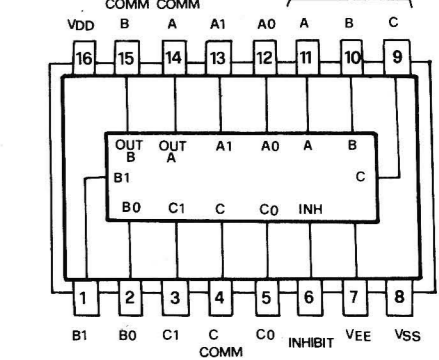 COMM COMM
VDD B A A1 A0 A B C
16 15 14 13 12 11 10 9
OUT B OUT A A1 A0 A B
B1 C
B0 C1 C C0 INH
1 2 3 4 5 6 7 8
B1 B0 C1 C COMM C0 INHIBIT VEE VSS